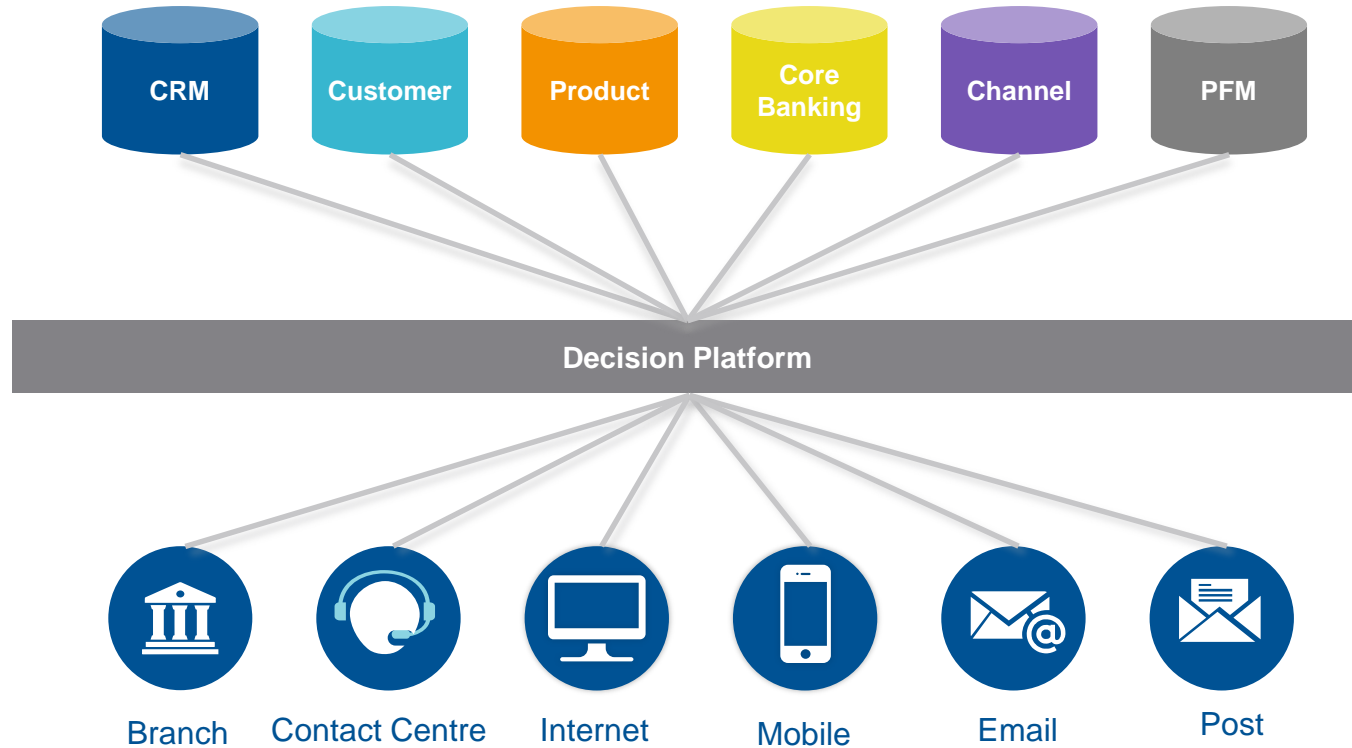 CRM
Customer
Product
Core
Banking
Channel
PFM
Decision Platform
@
Branch
Contact Centre
Internet
Mobile
Email
Post